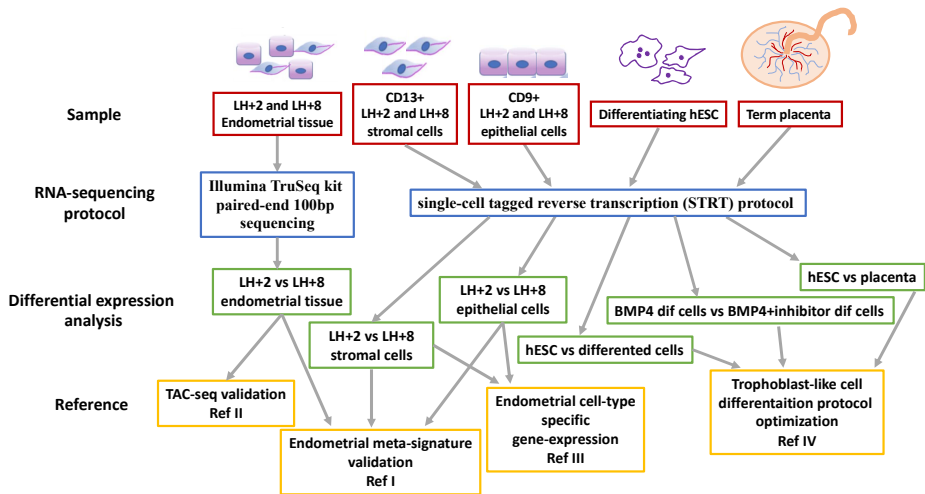 Sample
LH+2 and LH+8
Endometrial tissue
CD13+
LH+2 and LH+8
stromal cells
CD9+
LH+2 and LH+8
epithelial cells
Differentiating hESC
Term placenta
RNA-sequencing
protocol
Illumina TruSeq kit
paired-end 100bp
sequencing
single-cell tagged reverse transcription (STRT) protocol
Differential expression
analysis
LH+2 vs LH+8
endometrial tissue
LH+2 vs LH+8
stromal cells
LH+2 vs LH+8
epithelial cells
hESC vs differented cells
BMP4 dif cells vs BMP4+inhibitor dif cells
hESC vs placenta
Reference
TAC-seq validation
Ref II
Endometrial meta-signature
validation
Ref I
Endometrial cell-type
specific
gene-expression
Ref III
Trophoblast-like cell
differentaition protocol
optimization
Ref IV